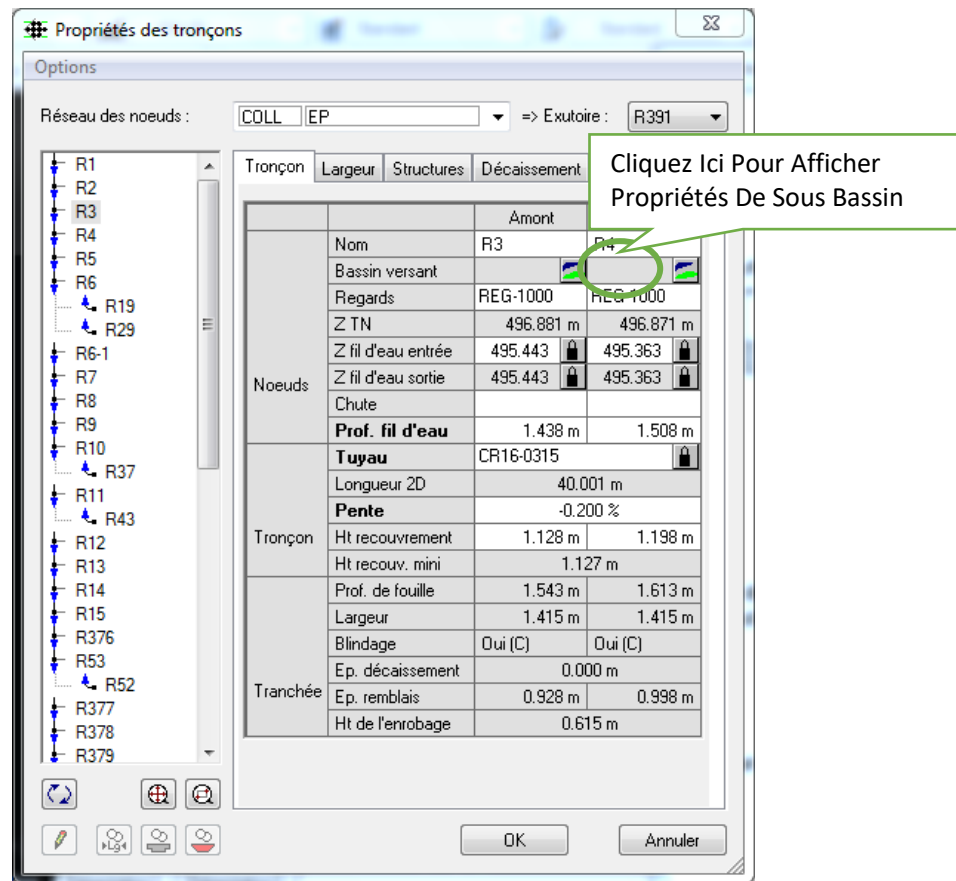 Propriétés des tronçons
Options
Réseau des noeuds : COLL EP => Exutoire : R391
Cliquez Ici Pour Afficher
Propriétés De Sous Bassin
R1
R2
R3
R4
R5
R6
R19
R29
R6-1
R7
R8
R9
R10
R37
R11
R43
R12
R13
R14
R15
R376
R53
R52
R377
R378
R379
Tronçon Largeur Structures Décaissement
Amont
Noeuds
Nom R3 R4
Bassin versant
Regards REG-1000 REG-1000
Z TN 496.881 m 496.871 m
Z fil d'eau entrée 495.443 495.363
Z fil d'eau sortie 495.443 495.363
Chute
Prof. fil d'eau 1.438 m 1.508 m
Tronçon
Tuyau CR16-0315
Longueur 2D 40.001 m
Pente -0.200 %
Ht recouvrement 1.128 m 1.198 m
Ht recouv. mini 1.127 m
Tranchée
Prof. de fouille 1.543 m 1.613 m
Largeur 1.415 m 1.415 m
Blindage Oui (C) Oui (C)
Ep. décaissement 0.000 m
Ep. remblais 0.928 m 0.998 m
Ht de l'enrobage 0.615 m
Lg
OK Annuler